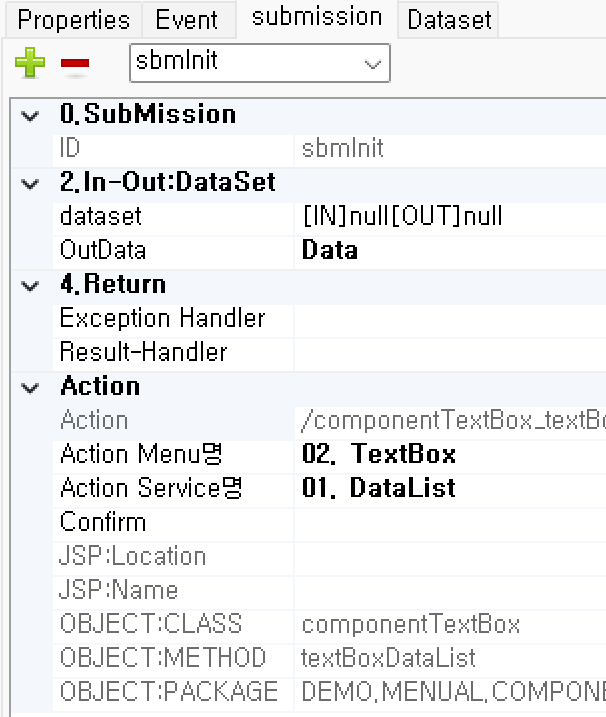 Properties Event submission Dataset
sbmInit
0.SubMission
ID sbmInit
2.In-Out:DataSet
dataset [IN]null[OUT]null
OutData Data
4.Return
Exception Handler
Result-Handler
Action
Action /componentTextBox_textBo
Action Menu명 02. TextBox
Action Service명 01. DataList
Confirm
JSP:Location
JSP:Name
OBJECT:CLASS componentTextBox
OBJECT:METHOD textBoxDataList
OBJECT:PACKAGE DEMO.MENUAL.COMPONE